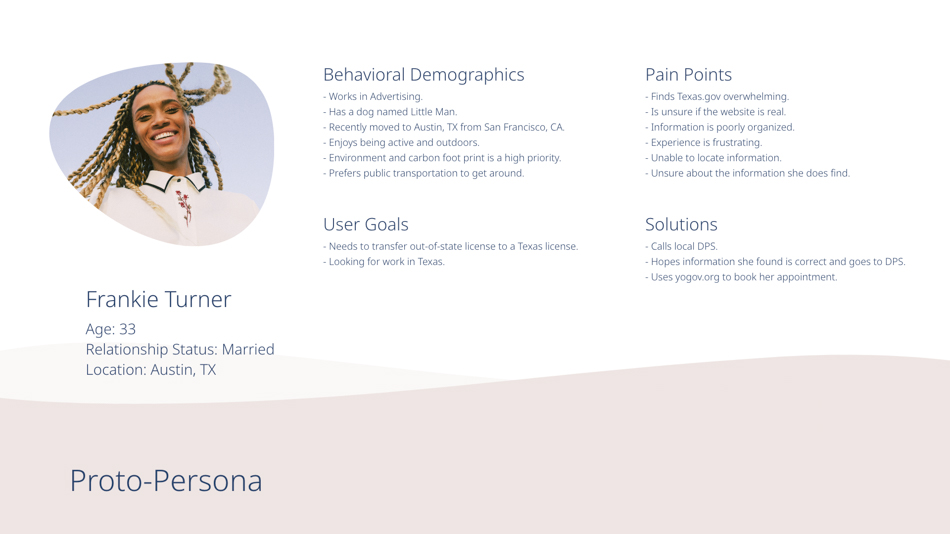 Behavioral Demographics
- Works in Advertising.
- Has a dog named Little Man.
- Recently moved to Austin, TX from San Francisco, CA.
- Enjoys being active and outdoors.
- Environment and carbon foot print is a high priority.
- Prefers public transportation to get around.
Pain Points
- Finds Texas.gov overwhelming.
- Is unsure if the website is real.
- Information is poorly organized.
- Experience is frustrating.
- Unable to locate information.
- Unsure about the information she does find.
User Goals
- Needs to transfer out-of-state license to a Texas license.
- Looking for work in Texas.
Solutions
- Calls local DPS.
- Hopes information she found is correct and goes to DPS.
- Uses yogov.org to book her appointment.
Frankie Turner
Age: 33
Relationship Status: Married
Location: Austin, TX
Proto-Persona